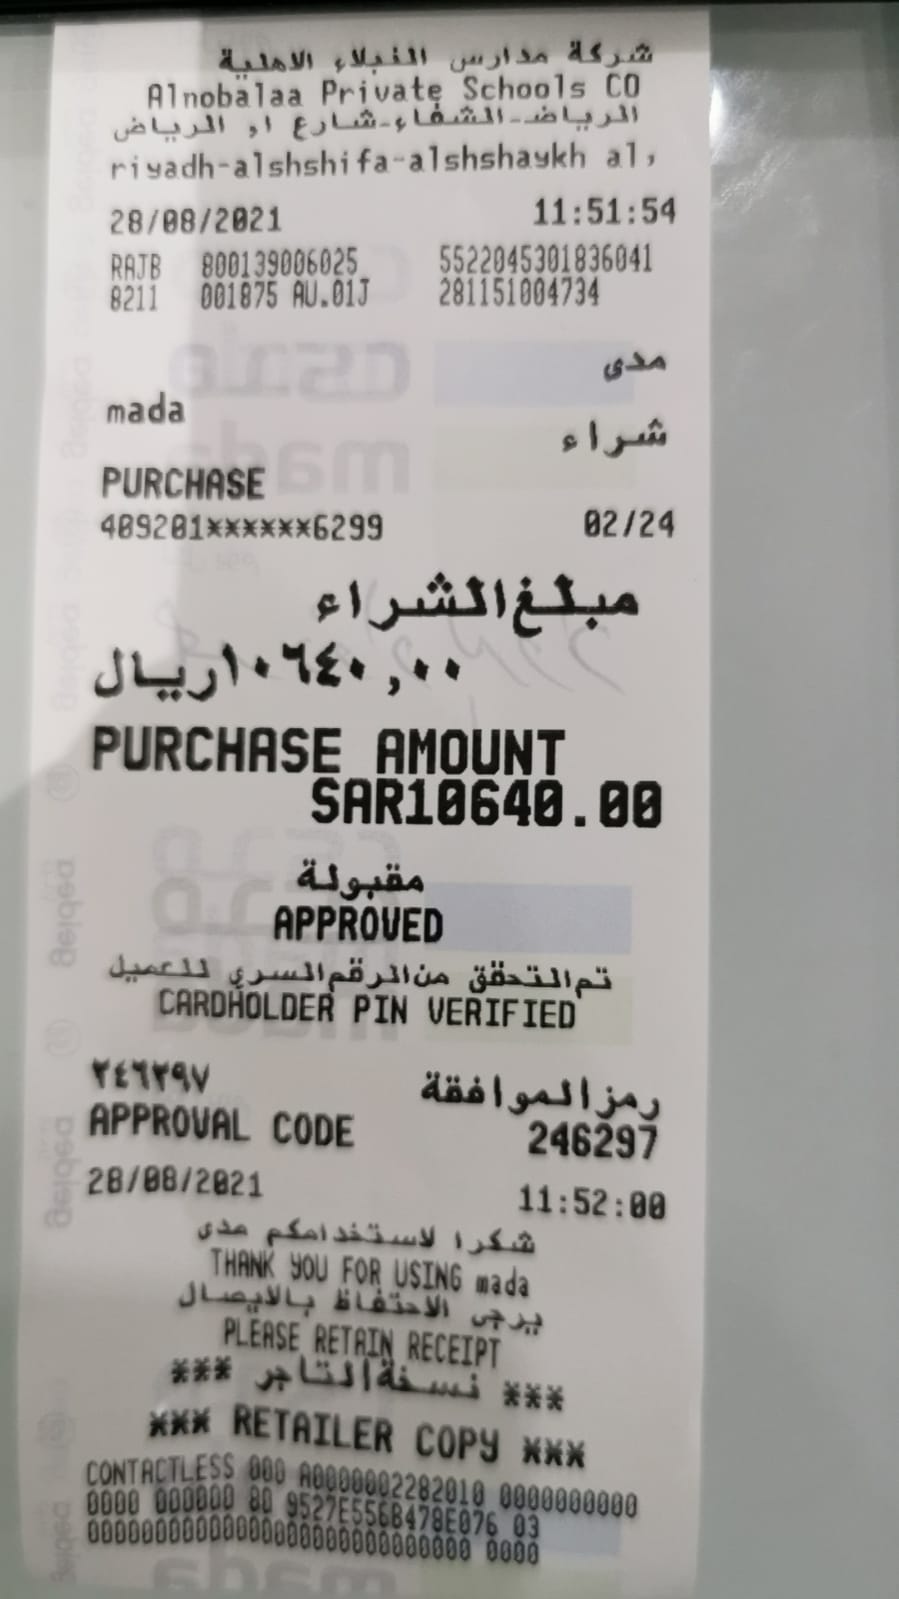 شركة مدارس النبلاء الاهلية
Alnobalaa Private Schools CO
الرياض-الشفاء-شارع ا، الرياض
riyadh-alshshifa-alshshaykh al,
28/08/2021 11:51:54
RAJB 800139006025 5522045301836041
8211 001875 AU.01J 281151004734
مدى
mada
شراء
PURCHASE
409201******6299 02/24
مبلغ الشراء
١٠٦٤٠,٠٠ ريال
PURCHASE AMOUNT
SAR10640.00
مقبولة
APPROVED
تم التحقق من الرقم السري للعميل
CARDHOLDER PIN VERIFIED
رمز الموافقة ٢٤٦٢٩٧
APPROVAL CODE 246297
28/08/2021 11:52:00
شكرا لاستخدامكم مدى
THANK YOU FOR USING mada
يرجى الاحتفاظ بالايصال
PLEASE RETAIN RECEIPT
*** نسخة التاجر ***
*** RETAILER COPY ***
CONTACTLESS 000 A0000002282010 0000000000
0000 000000 80 9527E556B478E076 03
0000000000000000000000000000 0000